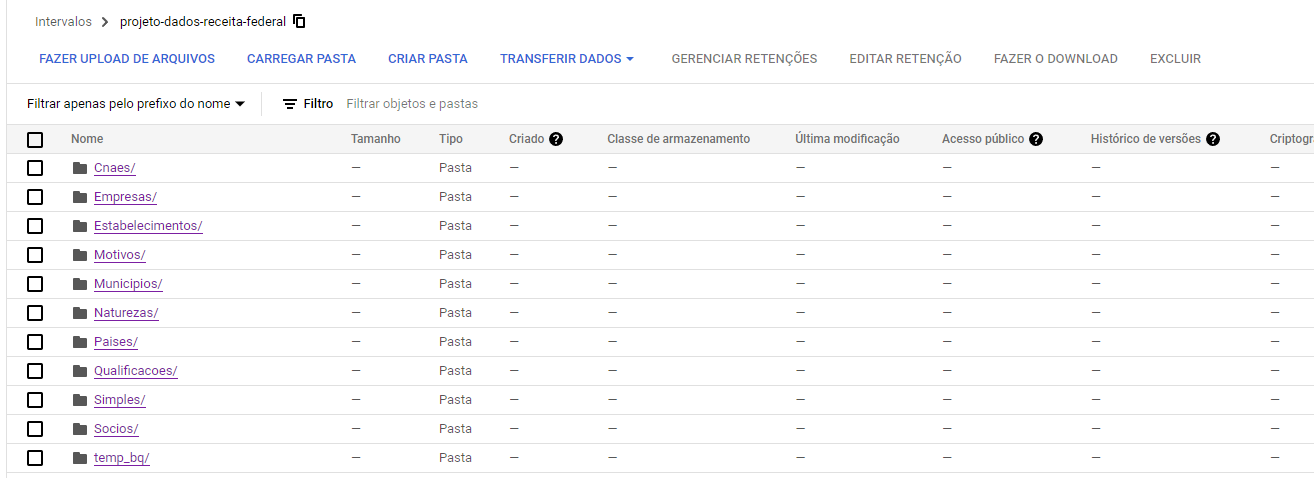 Intervalos > projeto-dados-receita-federal
FAZER UPLOAD DE ARQUIVOS CARREGAR PASTA CRIAR PASTA TRANSFERIR DADOS GERENCIAR RETENÇÕES EDITAR RETENÇÃO FAZER O DOWNLOAD EXCLUIR
Filtrar apenas pelo prefixo do nome Filtro Filtrar objetos e pastas
Nome Tamanho Tipo Criado ? Classe de armazenamento Última modificação Acesso público ? Histórico de versões ?
Cnaes/ — Pasta — — — — — —
Empresas/ — Pasta — — — — — —
Estabelecimentos/ — Pasta — — — — — —
Motivos/ — Pasta — — — — — —
Municipios/ — Pasta — — — — — —
Naturezas/ — Pasta — — — — — —
Paises/ — Pasta — — — — — —
Qualificacoes/ — Pasta — — — — — —
Simples/ — Pasta — — — — — —
Socios/ — Pasta — — — — — —
temp_bq/ — Pasta — — — — — —